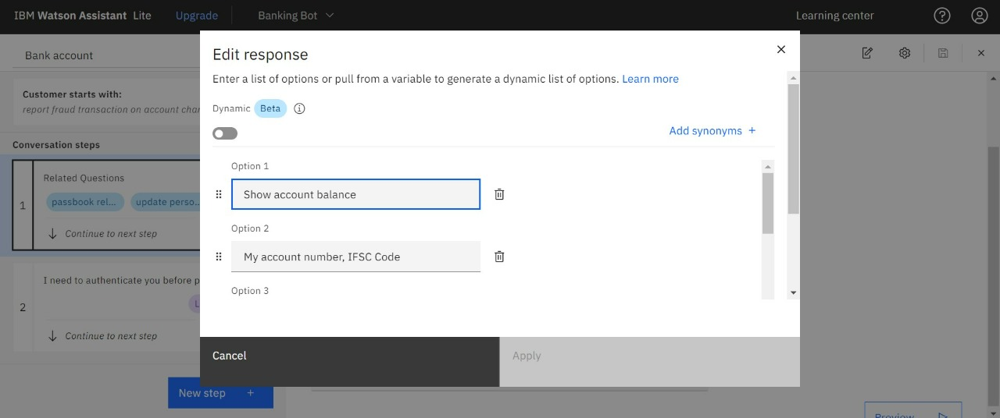 IBM Watson Assistant Lite Upgrade Banking Bot Learning center
Bank account
Customer starts with:
report fraud transaction on account
Conversation steps
1
Related Questions
passbook rel... update perso...
Continue to next step
2
I need to authenticate you before
Continue to next step
New step +
Edit response
Enter a list of options or pull from a variable to generate a dynamic list of options. Learn more
Dynamic Beta
Add synonyms +
Option 1
Show account balance
Option 2
My account number, IFSC Code
Option 3
Cancel Apply
Preview